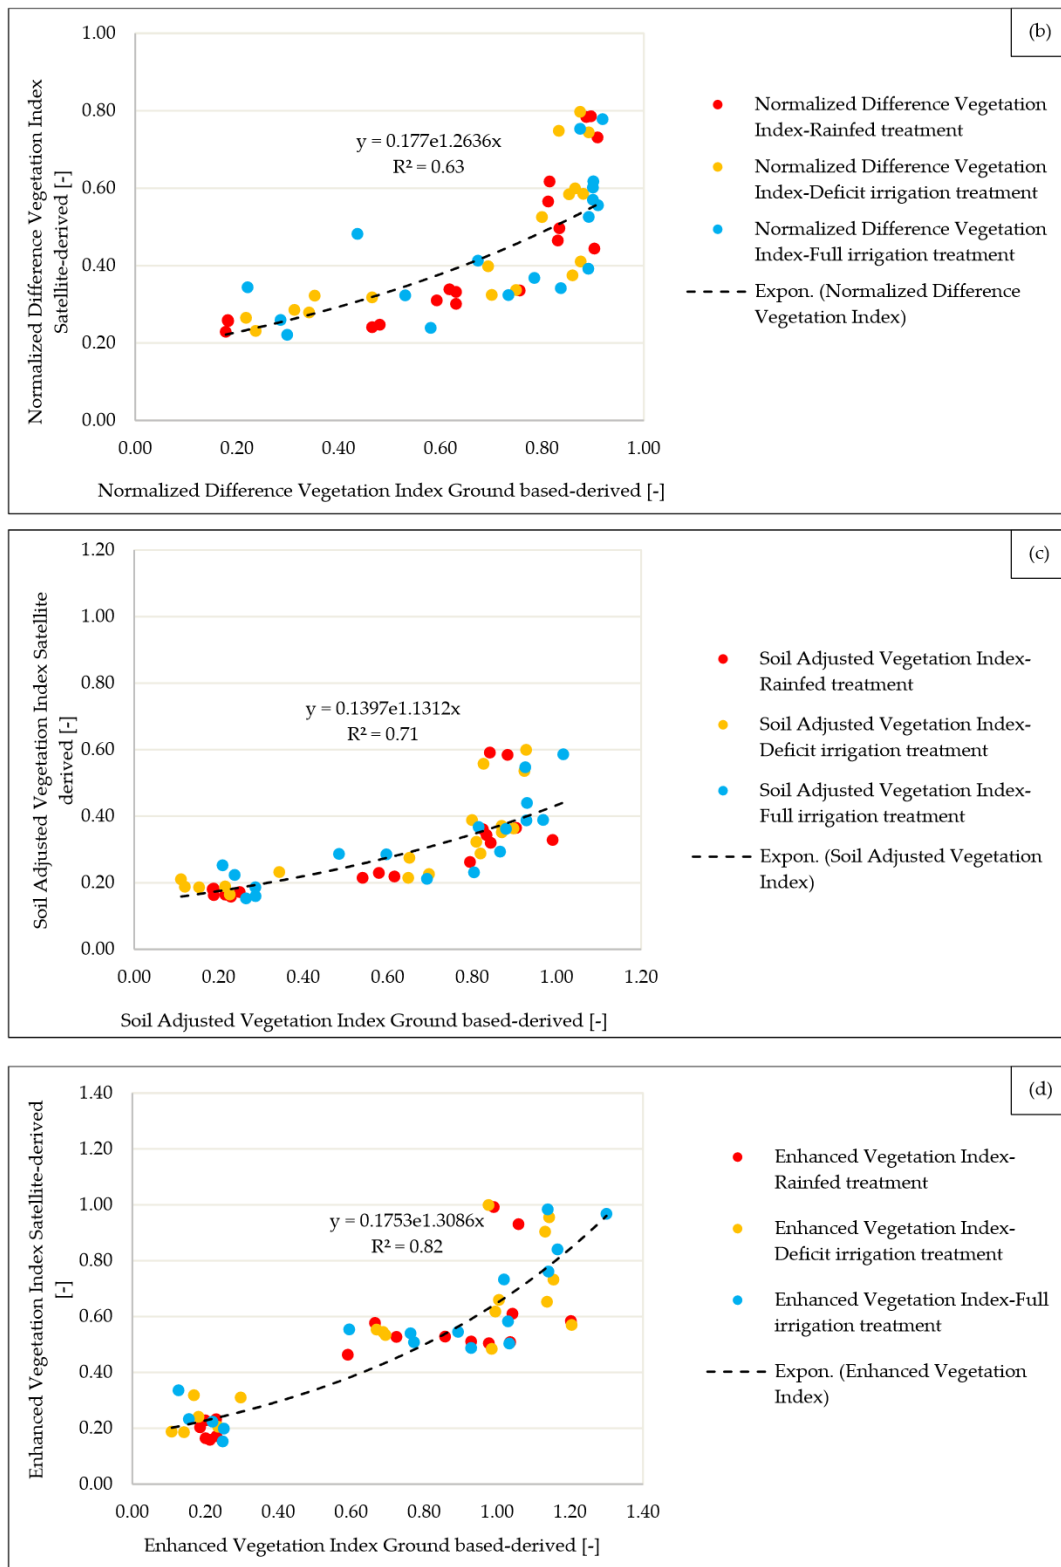 (b)
1.00
0.80
0.60
0.40
0.20
0.00
0.00 0.20 0.40 0.60 0.80 1.00
Normalized Difference Vegetation Index
Satellite-derived [-]
y = 0.177e1.2636x
R² = 0.63
Normalized Difference Vegetation Index Ground based-derived [-]
Normalized Difference Vegetation
Index-Rainfed treatment
Normalized Difference Vegetation
Index-Deficit irrigation treatment
Normalized Difference Vegetation
Index-Full irrigation treatment
Expon. (Normalized Difference
Vegetation Index)
(c)
1.20
1.00
0.80
0.60
0.40
0.20
0.00
0.00 0.20 0.40 0.60 0.80 1.00 1.20
Soil Adjusted Vegetation Index Satellite
derived [-]
y = 0.1397e1.1312x
R² = 0.71
Soil Adjusted Vegetation Index Ground based-derived [-]
Soil Adjusted Vegetation Index-
Rainfed treatment
Soil Adjusted Vegetation Index-
Deficit irrigation treatment
Soil Adjusted Vegetation Index-
Full irrigation treatment
Expon. (Soil Adjusted Vegetation
Index)
(d)
1.40
1.20
1.00
0.80
0.60
0.40
0.20
0.00
0.00 0.20 0.40 0.60 0.80 1.00 1.20 1.40
Enhanced Vegetation Index Satellite-derived
[-]
y = 0.1753e1.3086x
R² = 0.82
Enhanced Vegetation Index Ground based-derived [-]
Enhanced Vegetation Index-
Rainfed treatment
Enhanced Vegetation Index-
Deficit irrigation treatment
Enhanced Vegetation Index-Full
irrigation treatment
Expon. (Enhanced Vegetation
Index)